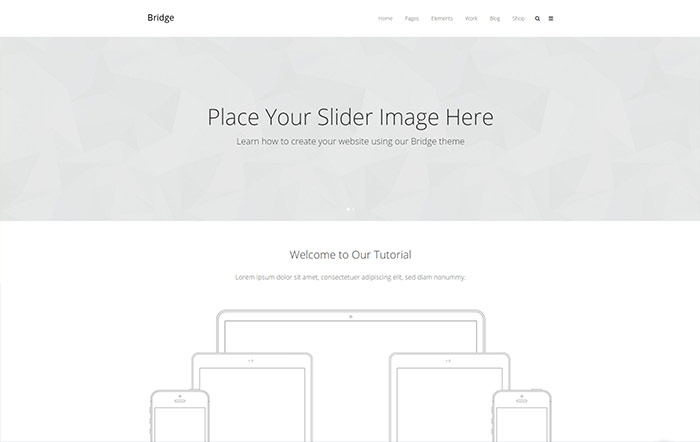 Bridge
Home Pages Elements Work Blog Shop
Place Your Slider Image Here
Learn how to create your website using our Bridge theme
Welcome to Our Tutorial
Lorem ipsum dolor sit amet, consectetuer adipiscing elit, sed diam nonummy.